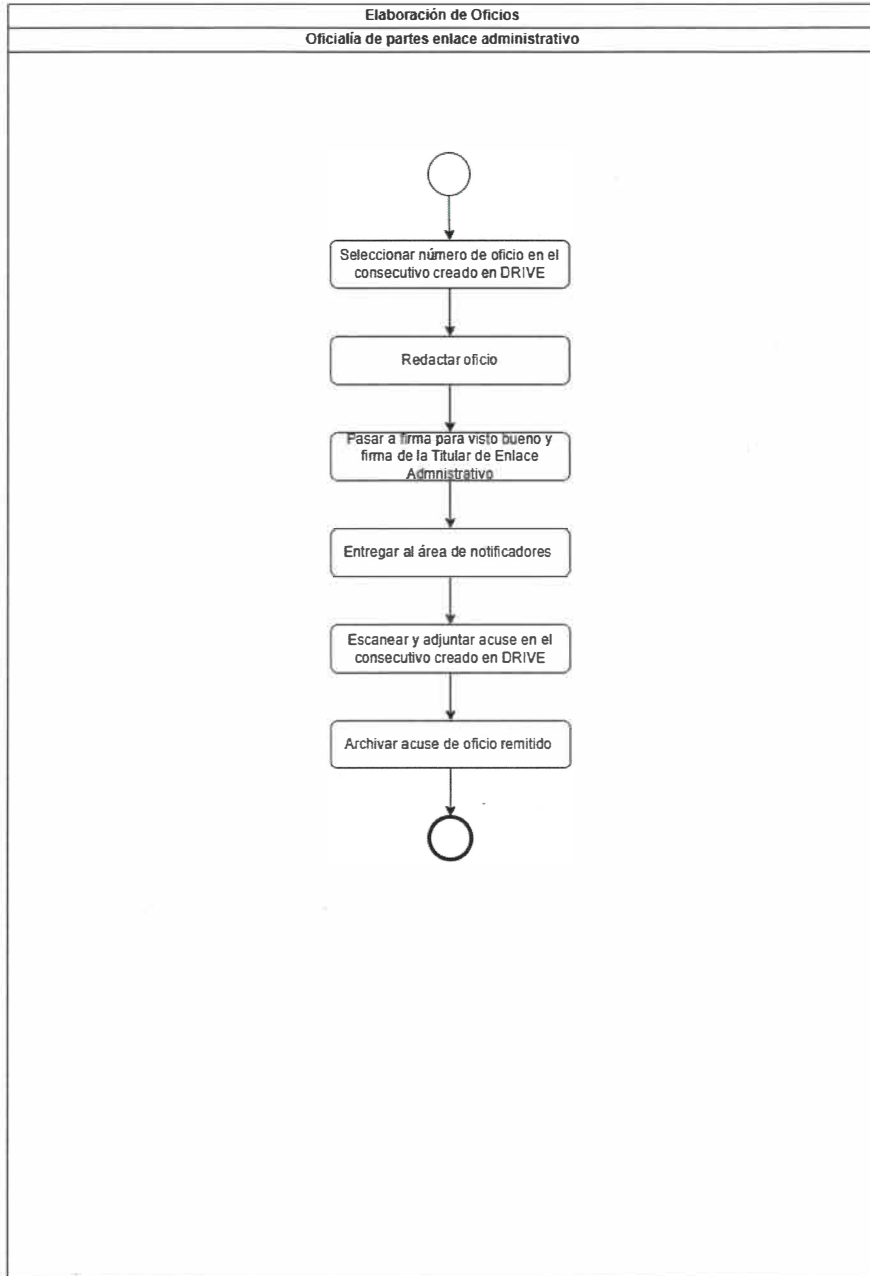 Elaboración de Oficios
Oficialía de partes enlace administrativo
Seleccionar número de oficio en el
consecutivo creado en DRIVE
Redactar oficio
Pasar a firma para visto bueno y
firma de la Titular de Enlace
Admnistrativo
Entregar al área de notificadores
Escanear y adjuntar acuse en el
consecutivo creado en DRIVE
Archivar acuse de oficio remitido